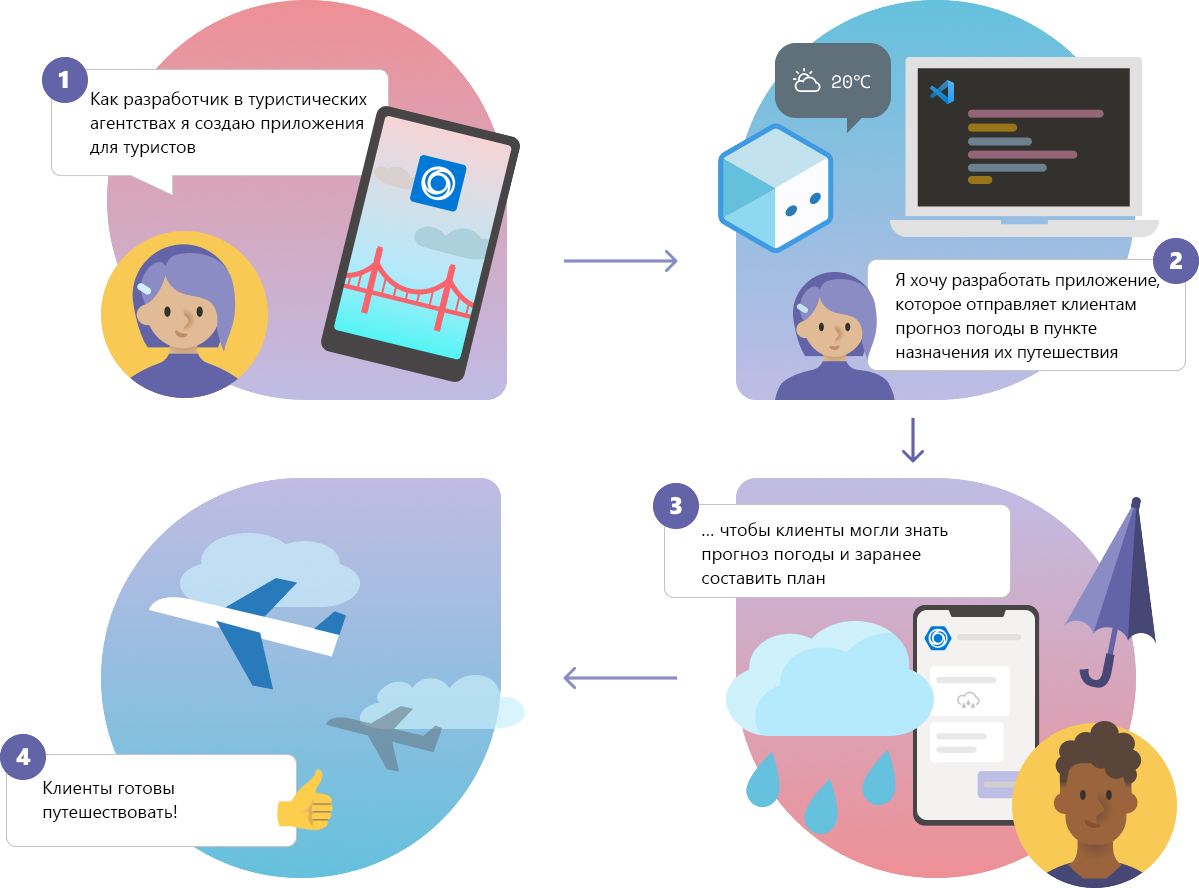 1
Как разработчик в туристических
агентствах я создаю приложения
для туристов
20°C
2
Я хочу разработать приложение,
которое отправляет клиентам
прогноз погоды в пункте
назначения их путешествия
3
... чтобы клиенты могли знать
прогноз погоды и заранее
составить план
4
Клиенты готовы
путешествовать!